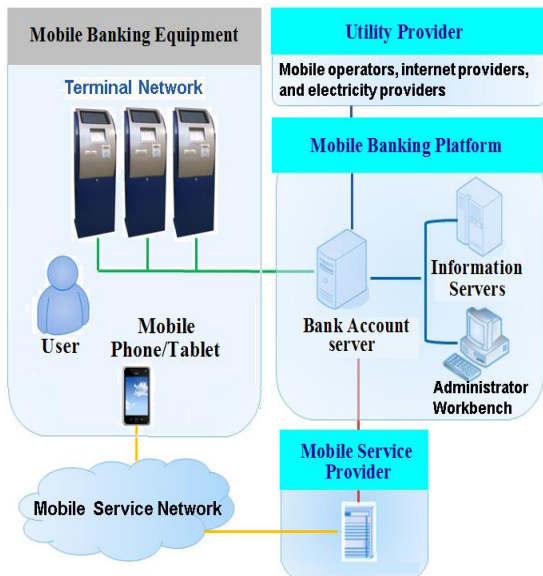 Mobile Banking Equipment
Terminal Network
User
Mobile
Phone/Tablet
Mobile Service Network
Utility Provider
Mobile operators, internet providers,
and electricity providers
Mobile Banking Platform
Bank Account
server
Information
Servers
Administrator
Workbench
Mobile Service
Provider